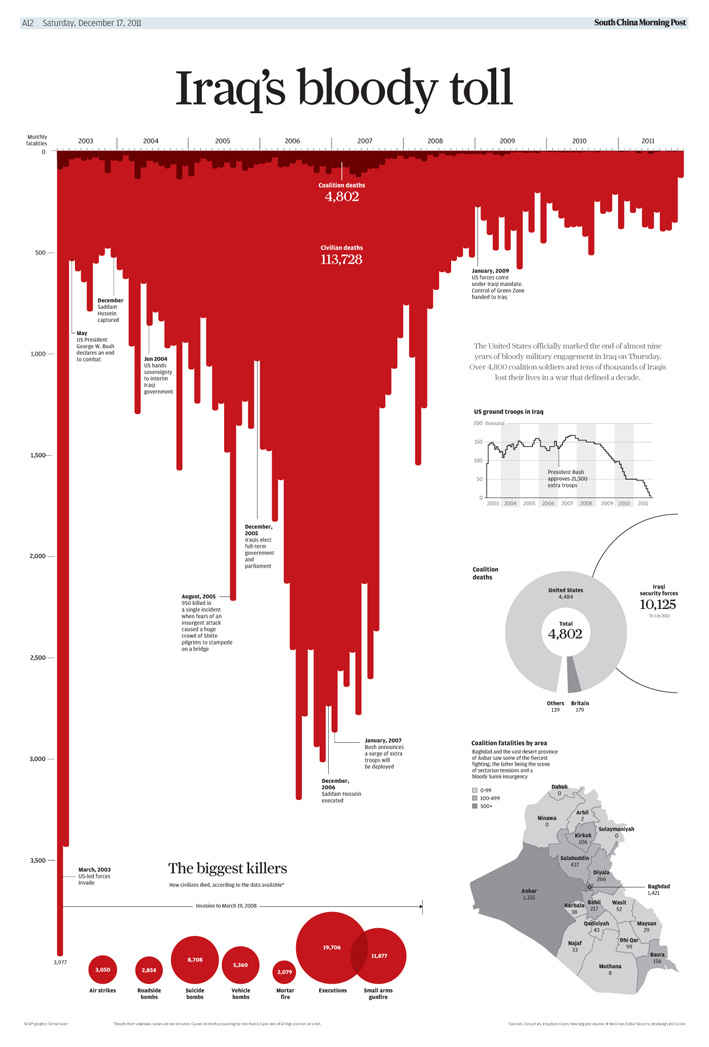 A12 Saturday, December 17, 2011
South China Morning Post
Iraq's bloody toll
Monthly
fatalities
2003 2004 2005 2006 2007 2008 2009 2010 2011
0
500
1,000
1,500
2,000
2,500
3,000
3,500
Coalition deaths
4,802
Civilian deaths
113,728
December
Saddam
Hussein
captured
May
US President
George W. Bush
declares an end
to combat
Jun 2004
US hands
sovereignty
to interim
Iraqi
government
January, 2009
US forces come
under Iraqi mandate.
Control of Green Zone
handed to Iraq
The United States officially marked the end of almost nine
years of bloody military engagement in Iraq on Thursday.
Over 4,800 coalition soldiers and tens of thousands of Iraqis
lost their lives in a war that defined a decade.
US ground troops in Iraq
200 thousand
150
100
50
0
President Bush
approves 21,500
extra troops
2003 2004 2005 2006 2007 2008 2009 2010 2011
December,
2005
Iraqis elect
full-term
government
and
parliament
August, 2005
950 killed in
a single incident
when fears of an
insurgent attack
caused a huge
crowd of Shiite
pilgrims to stampede
on a bridge
Coalition
deaths
United States
4,484
Total
4,802
Others
139
Britain
179
Iraqi
security forces
10,125
To July 2010
January, 2007
Bush announces
a surge of extra
troops will
be deployed
December,
2006
Saddam Hussein
executed
March, 2003
US-led forces
invade
3,977
The biggest killers
How civilians died, according to the data available*
Invasion to March 19, 2008
3,050
Air strikes
2,854
Roadside
bombs
8,708
Suicide
bombs
5,360
Vehicle
bombs
2,079
Mortar
fire
19,706
Executions
11,877
Small arms
gunfire
Coalition fatalities by area
Baghdad and the vast desert province
of Anbar saw some of the fiercest
fighting, the latter being the scene
of sectarian tensions and a
bloody Sunni insurgency
0-99
100-499
500+
Dahuk
0
Ninawa
0
Arbil
2
Sulaymaniyah
0
Kirkuk
106
Salahuddin
437
Diyala
266
Anbar
1,335
Baghdad
1,421
Karbala
38
Babil
217
Wasit
52
Qadisiyah
43
Maysan
29
Najaf
33
Dhi Qar
99
Basra
156
Muthana
8
SCMP graphic: Simon Scarr